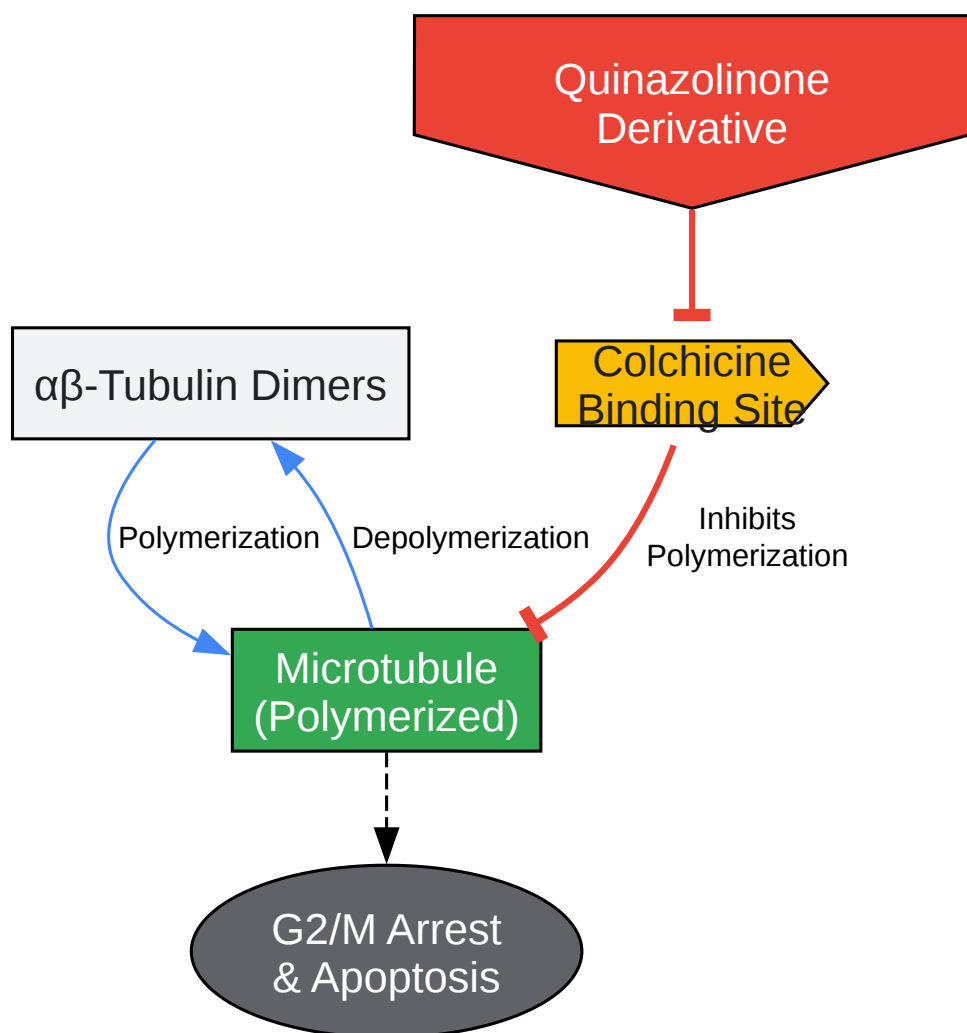 Quinazolinone
Derivative
αβ-Tubulin Dimers
Colchicine
Binding Site
Polymerization
Depolymerization
Inhibits
Polymerization
Microtubule
(Polymerized)
G2/M Arrest
& Apoptosis